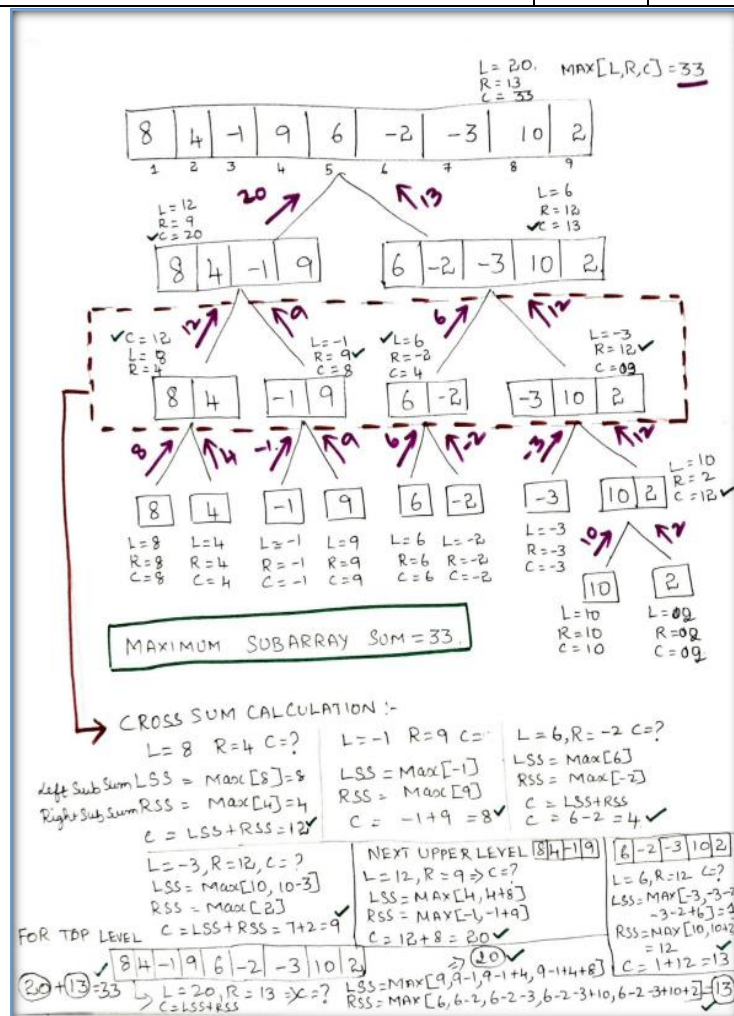 L = 20.
R = 13
C = 33
MAX[L,R,C] = 33
8 4 -1 9 6 -2 -3 10 2
1 2 3 4 5 6 7 8 9
20 13
L = 12
R = 9
✓C = 20
L = 6
R = 12
✓C = 13
8 4 -1 9
6 -2 -3 10 2
12 9 6 12
✓C = 12
L = 8
R = 4
L = -1
R = 9✓
C = 8
✓L = 6
R = -2
C = 4
L = -3
R = 12✓
C = 09
8 4
-1 9
6 -2
-3 10 2
8 4 -1 9 6 -2 -3 12
L = 10
R = 2
C = 12✓
8 4 -1 9 6 -2 -3 10 2
L=8 L=4 L=-1 L=9 L=6 L=-2 L=-3
R=8 R=4 R=-1 R=9 R=6 R=-2 R=-3
C=8 C=4 C=-1 C=9 C=6 C=-2 C=-3
10 2
10 2
L=10 L=02
R=10 R=02
C=10 C=02
MAXIMUM SUBARRAY SUM = 33.
CROSS SUM CALCULATION :-
L = 8 R = 4 C = ?
Left Sub Sum LSS = Max[8] = 8
Right Sub Sum RSS = Max[4] = 4
C = LSS + RSS = 12✓
L = -1 R = 9 C =
LSS = Max[-1]
RSS = Max[9]
C = -1+9 = 8✓
L = 6, R = -2 C = ?
LSS = Max[6]
RSS = Max[-2]
C = LSS+RSS
C = 6-2 = 4✓
L = -3, R = 12, C = ?
LSS = Max[10, 10-3]
RSS = Max[2]
C = LSS + RSS = 7+2 = 9 ✓
NEXT UPPER LEVEL 8 4 -1 9
L = 12, R = 9 => C = ?
LSS = MAX[4, 4+8]
RSS = MAX[-1, -1+9]
C = 12 + 8 = 20✓
6 -2 -3 10 2
L = 6, R = 12 C = ?
LSS = MAX[-3, -3-2
-3-2+6] = 1
RSS = MAX[10, 10+2
= 12
C = 1+12 = 13
FOR TOP LEVEL
✓ 8 4 -1 9 6 -2 -3 10 2 => 20✓
20 + 13 = 33
L = 20, R = 13 => C = ?
C = LSS+RSS
LSS = MAX[9, 9-1, 9-1+4, 9-1+4+8]
RSS = MAX[6, 6-2, 6-2-3, 6-2-3+10, 6-2-3+10+2] = 13